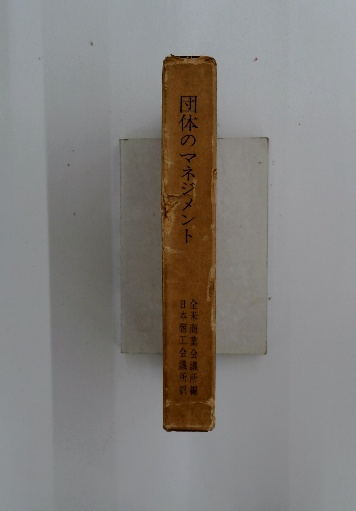 団体のマネジメント
全米商業会議所編
日本商工会議所訳